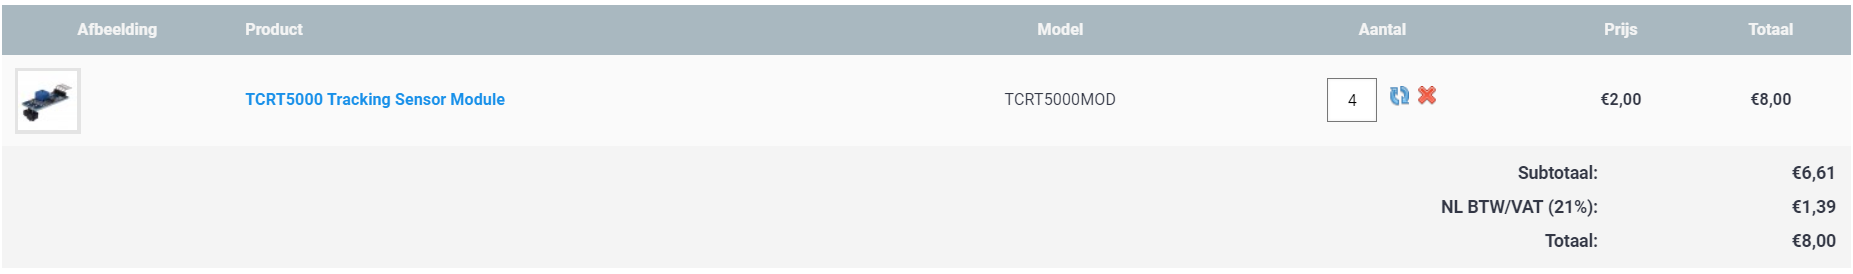 Afbeelding Product Model Aantal Prijs Totaal
TCRT5000 Tracking Sensor Module TCRT5000MOD 4 €2,00 €8,00
Subtotaal: €6,61
NL BTW/VAT (21%): €1,39
Totaal: €8,00